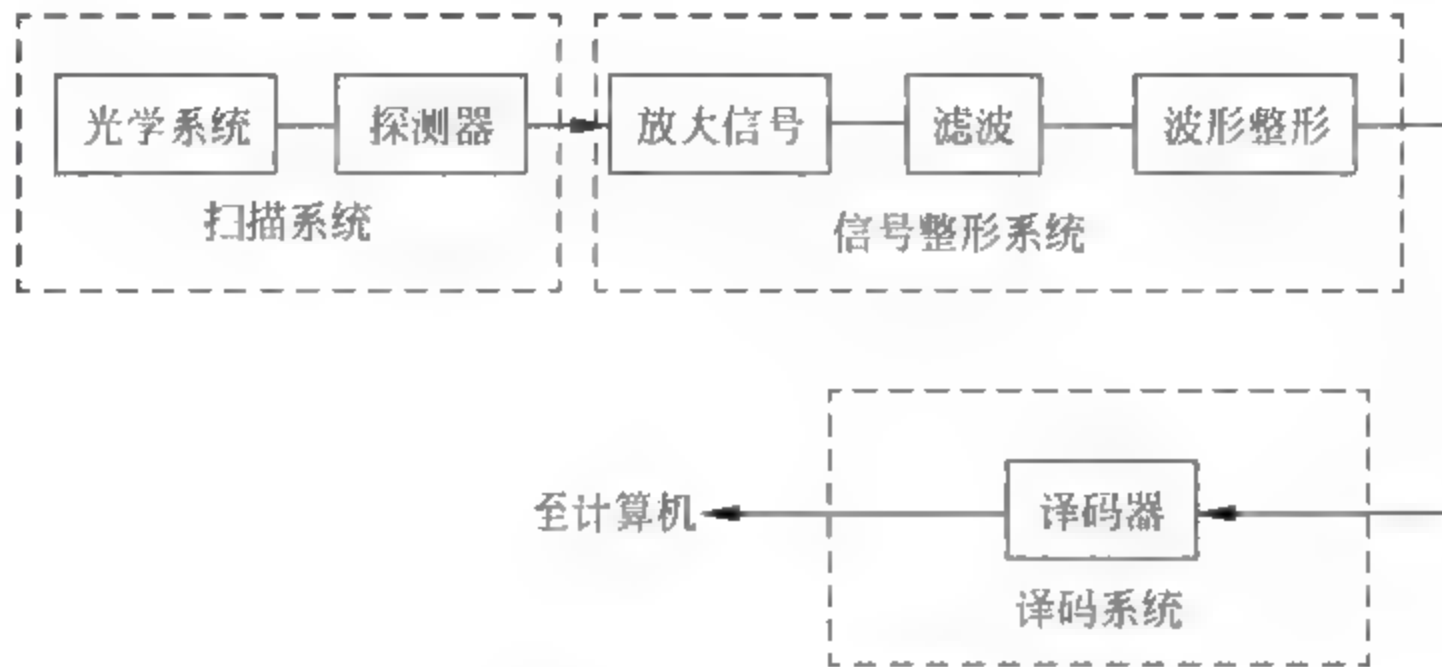 光学系统
探测器
放大信号
滤波
波形整形
扫描系统
信号整形系统
至计算机
译码器
译码系统